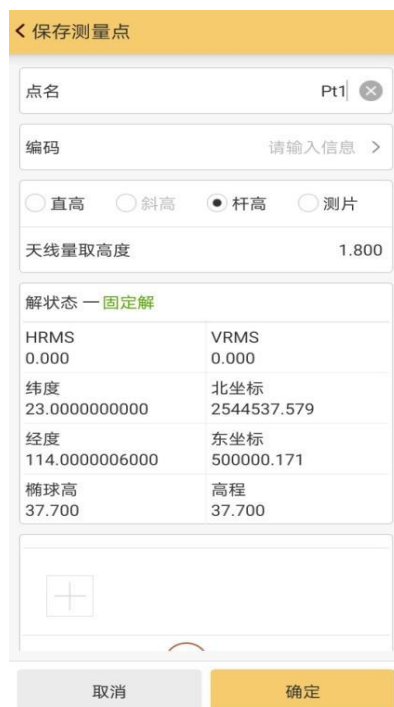 保存测量点
点名 Pt1
编码 请输入信息
直高 斜高 杆高 测片
天线量取高度 1.800
解状态 — 固定解
HRMS VRMS
0.000 0.000
纬度 北坐标
23.0000000000 2544537.579
经度 东坐标
114.0000006000 500000.171
椭球高 高程
37.700 37.700
取消 确定